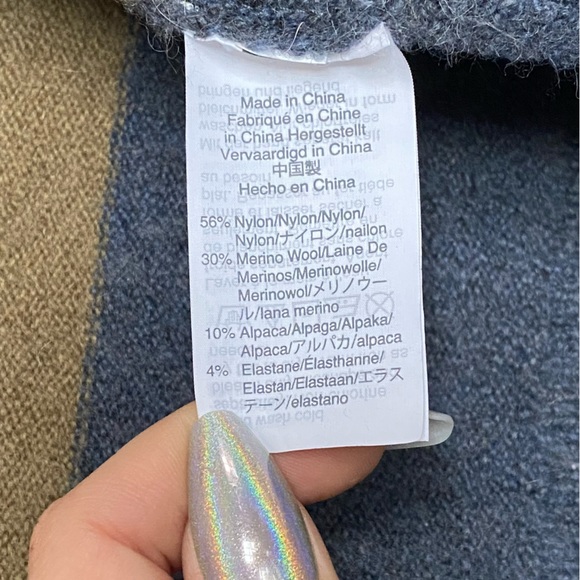 Made in China
Fabriqué en Chine
in China Hergestellt
Vervaardigd in China
中国製
Hecho en China
56% Nylon/Nylon/Nylon/
Nylon/ナイロン/nailon
30% Merino Wool/Laine De
Merinos/Merinowolle/
Merinowol/メリノウー
ル/lana merino
10% Alpaca/Alpaga/Alpaka/
Alpaca/アルパカ/alpaca
4% Elastane/Élasthanne/
Elastan/Elastaan/エラス
テーン/elastano